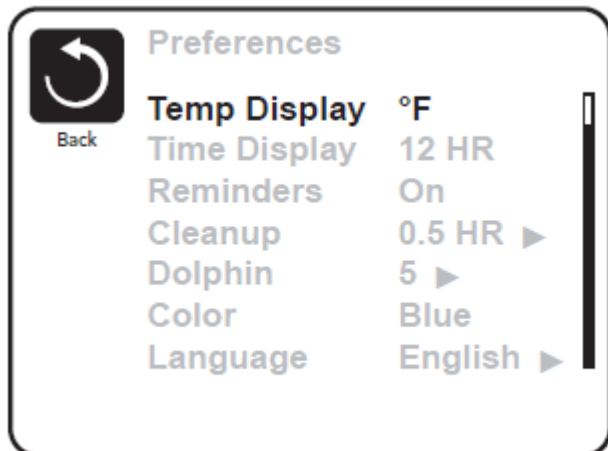 Preferences
Back
Temp Display °F
Time Display 12 HR
Reminders On
Cleanup 0.5 HR ▶
Dolphin 5 ▶
Color Blue
Language English ▶